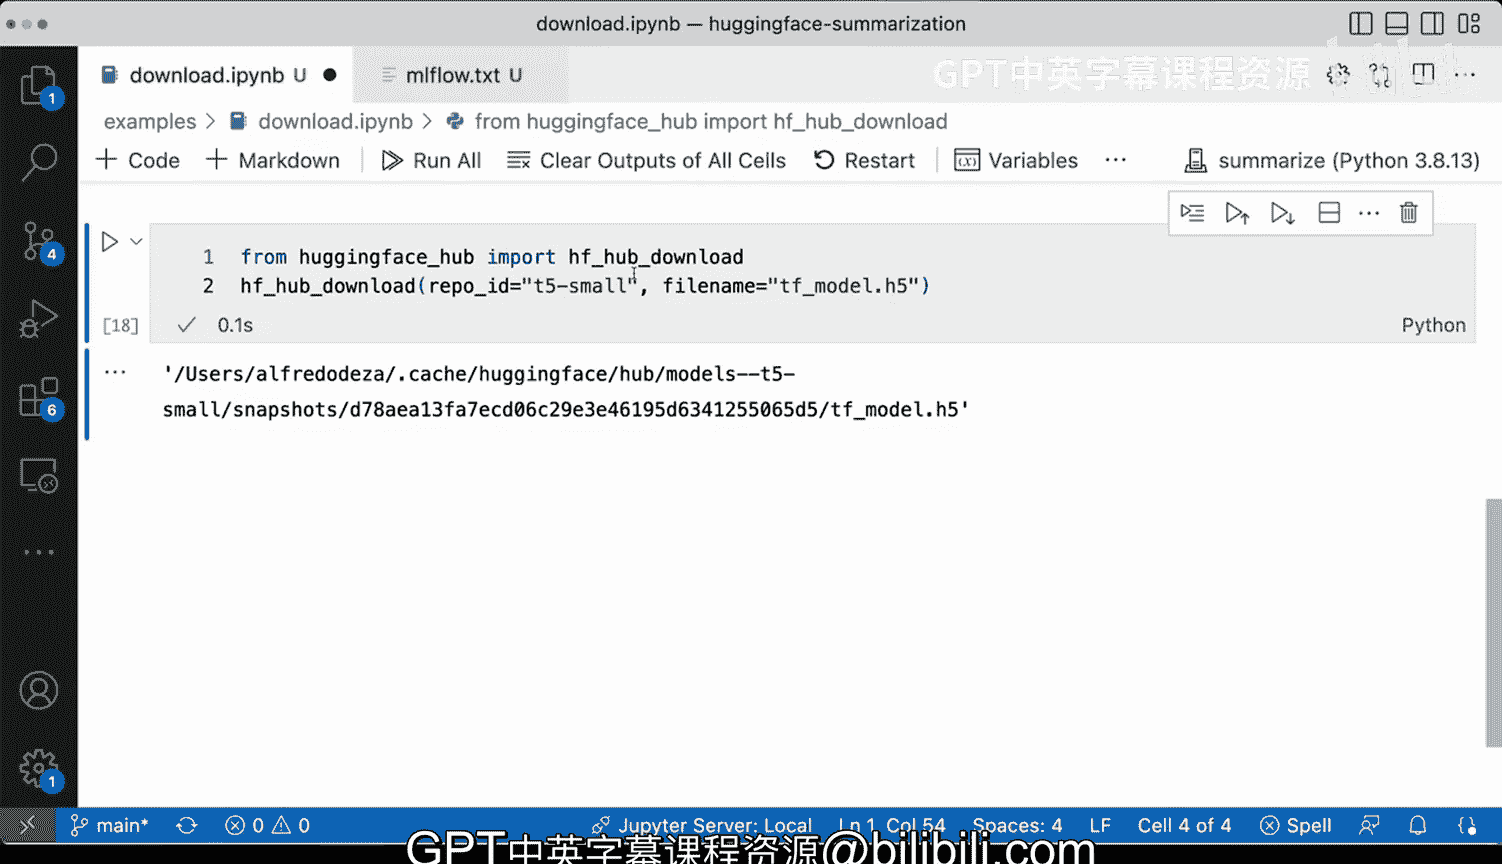 download.ipynb — huggingface-summarization
download.ipynb U ● mlflow.txt U
GPT中英字幕课程资源
examples > download.ipynb > from huggingface_hub import hf_hub_download
+ Code + Markdown Run All Clear Outputs of All Cells Restart Variables ··· summarize (Python 3.8.13)
1 from huggingface_hub import hf_hub_download
2 hf_hub_download(repo_id="t5-small", filename="tf_model.h5")
[18] ✓ 0.1s Python
'/Users/alfredodeza/.cache/huggingface/hub/models--t5-
small/snapshots/d78aea13fa7ecd06c29e3e46195d6341255065d5/tf_model.h5'
1
4
6
1
main* 0 0 Jupyter Server: Local Ln 1, Col 54 Spaces: 4 LF Cell 4 of 4 Spell
GPT中英字幕课程资源@bilibili.com